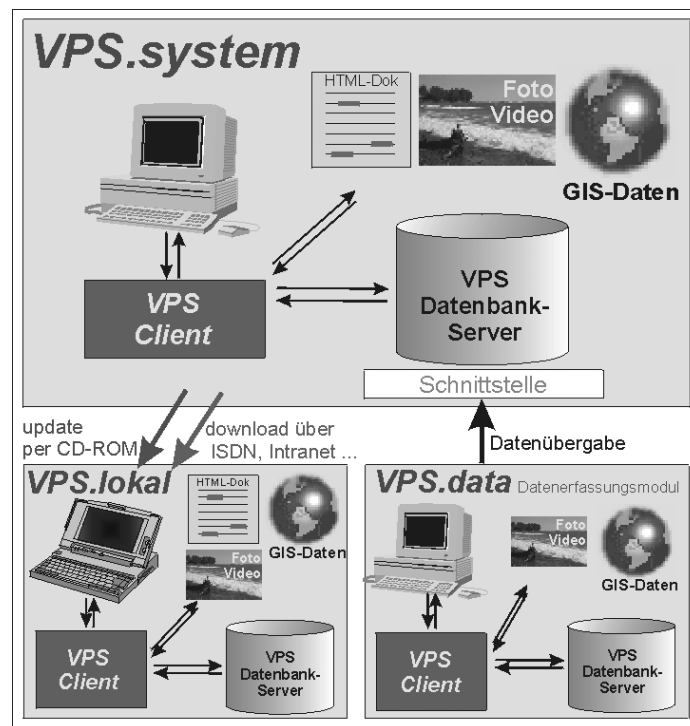 VPS.system
HTML-Dok
Foto
Video
GIS-Daten
VPS
Client
VPS
Datenbank-
Server
Schnittstelle
update
per CD-ROM
download über
ISDN, Intranet ...
Datenübergabe
VPS.lokal
HTML-Dok
Foto
Video
GIS-Daten
VPS
Client
VPS
Datenbank-
Server
VPS.data Datenerfassungsmodul
Foto
Video
GIS-Daten
VPS
Client
VPS
Datenbank-
Server